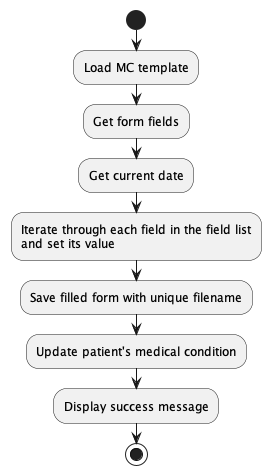 Load MC template
Get form fields
Get current date
Iterate through each field in the field list
and set its value
Save filled form with unique filename
Update patient's medical condition
Display success message